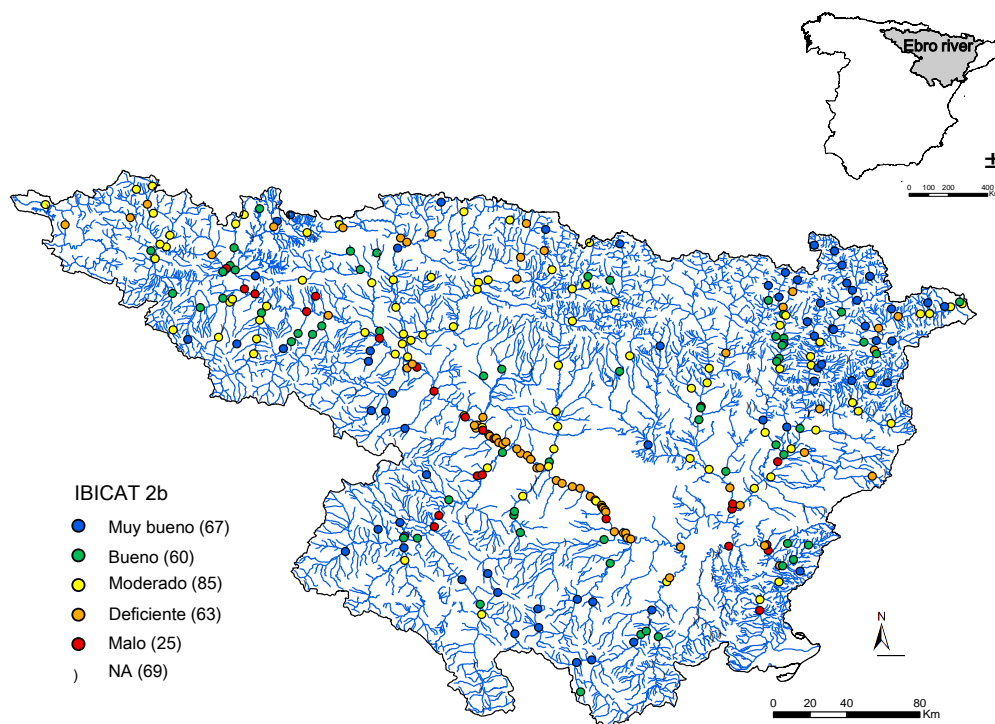 Ebro river
0 100 200 400
IBICAT 2b
Muy bueno (67)
Bueno (60)
Moderado (85)
Deficiente (63)
Malo (25)
) NA (69)
N
0 20 40 80
Km